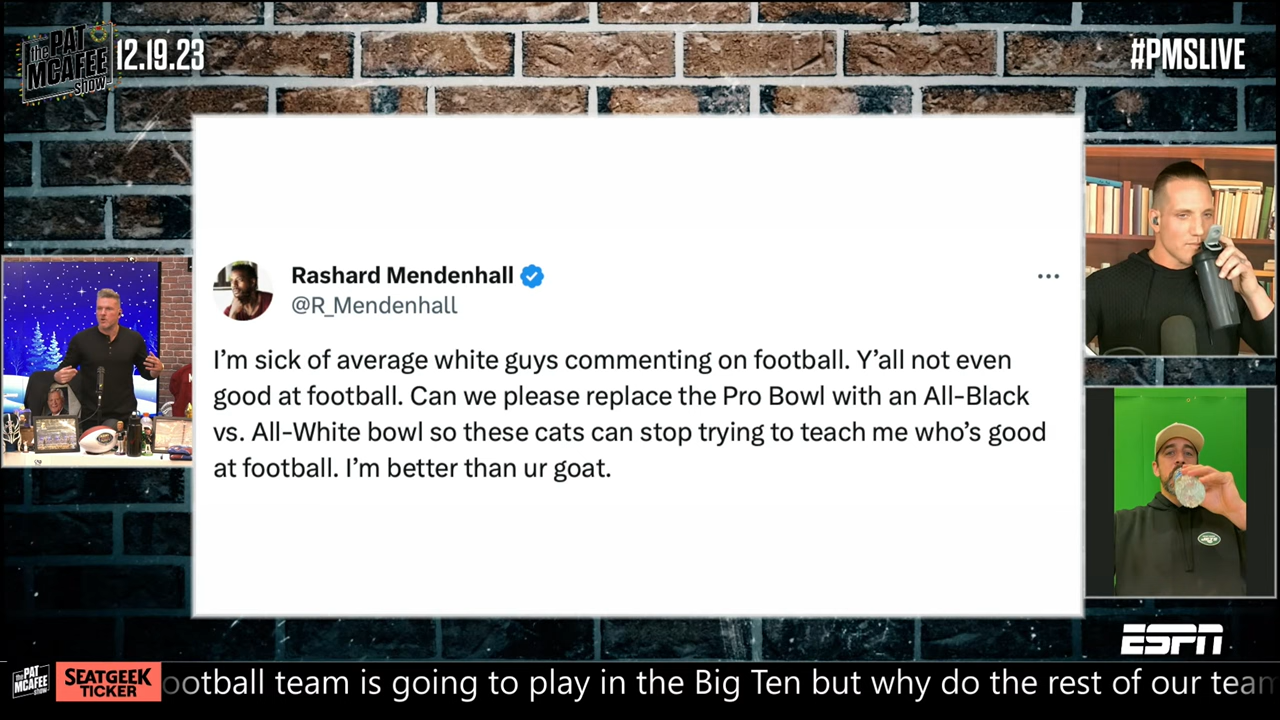 the
PAT
MCAFEE
show
12.19.23
#PMSLIVE
Rashard Mendenhall
@R_Mendenhall
I’m sick of average white guys commenting on football. Y’all not even
good at football. Can we please replace the Pro Bowl with an All-Black
vs. All-White bowl so these cats can stop trying to teach me who’s good
at football. I’m better than ur goat.
JETS
ESPN
the
PAT
MCAFEE
show
SEATGEEK
TICKER
ootball team is going to play in the Big Ten but why do the rest of our team